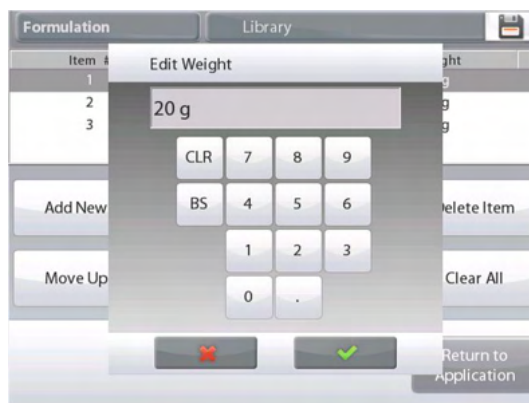 Formulation Library
Item # Edit Weight ght
1 g
2 g
3 g
20 g
CLR 7 8 9
BS 4 5 6
1 2 3
0 .
Add New Delete Item
Move Up Clear All
Return to
Application